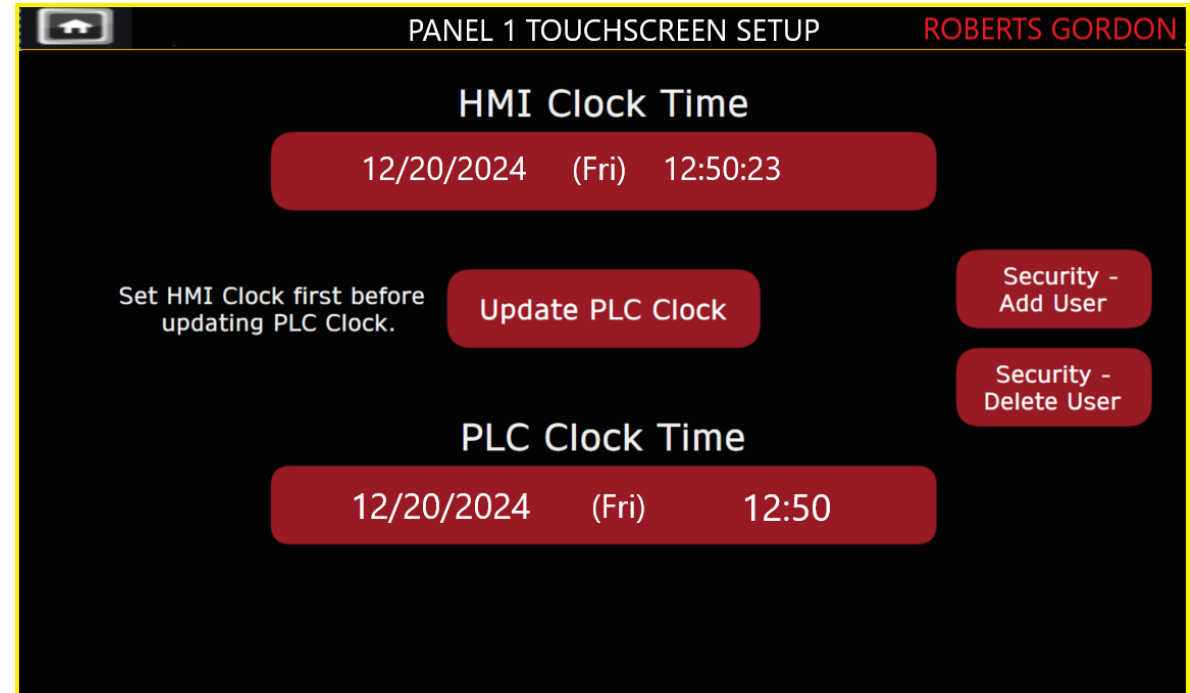 PANEL 1 TOUCHSCREEN SETUP ROBERTS GORDON
HMI Clock Time
12/20/2024 (Fri) 12:50:23
Set HMI Clock first before
updating PLC Clock.
Update PLC Clock
Security -
Add User
Security -
Delete User
PLC Clock Time
12/20/2024 (Fri) 12:50